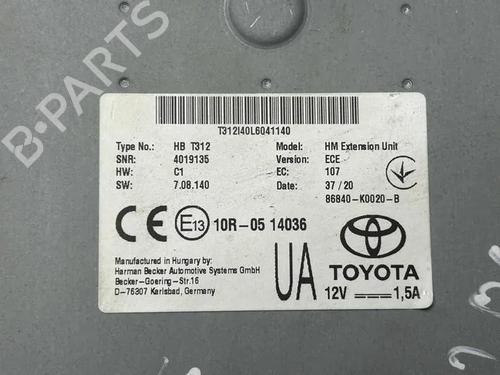 B-PARTS
T312I40L6041140
Type No.: HB T312 Model: HM Extension Unit
SNR: 4019135 Version: ECE
HW: C1 EC: 107
SW: 7.08.140 Date: 37/20
86840-K0020-B
CE E13 10R-05 14036
Manufactured in Hungary by:
Harman Becker Automotive Systems GmbH
Becker-Goering-Str.16
D-76307 Karlsbad, Germany
UA
TOYOTA
12V 1,5A